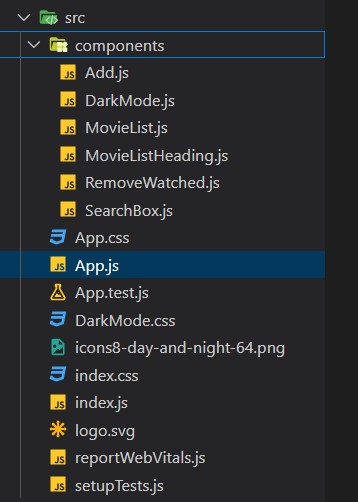 src
components
Add.js
DarkMode.js
MovieList.js
MovieListHeading.js
RemoveWatched.js
SearchBox.js
App.css
App.js
App.test.js
DarkMode.css
icons8-day-and-night-64.png
index.css
index.js
logo.svg
reportWebVitals.js
setupTests.js